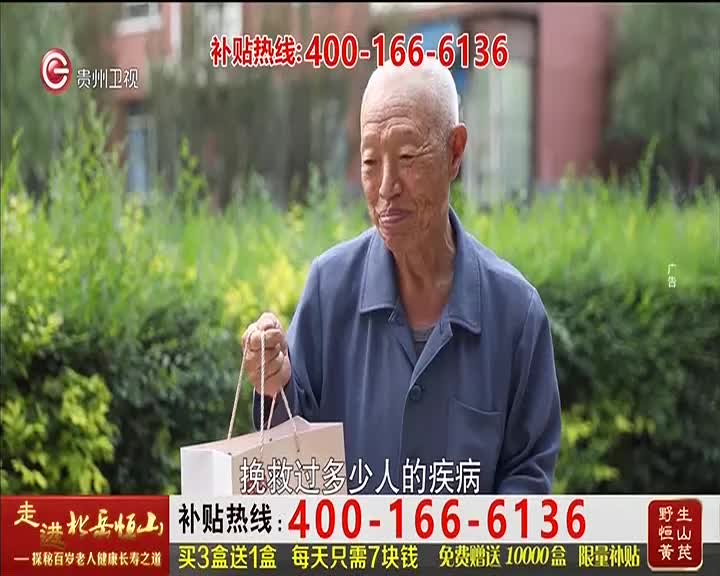 补贴热线:400-166-6136
贵州卫视
广告
挽救过多少人的疾病
走进北岳恒山
——探秘百岁老人健康长寿之道
补贴热线:400-166-6136
买3盒送1盒 每天只需7块钱 免费赠送10000盒 限量补贴
野生
恒山
黄芪